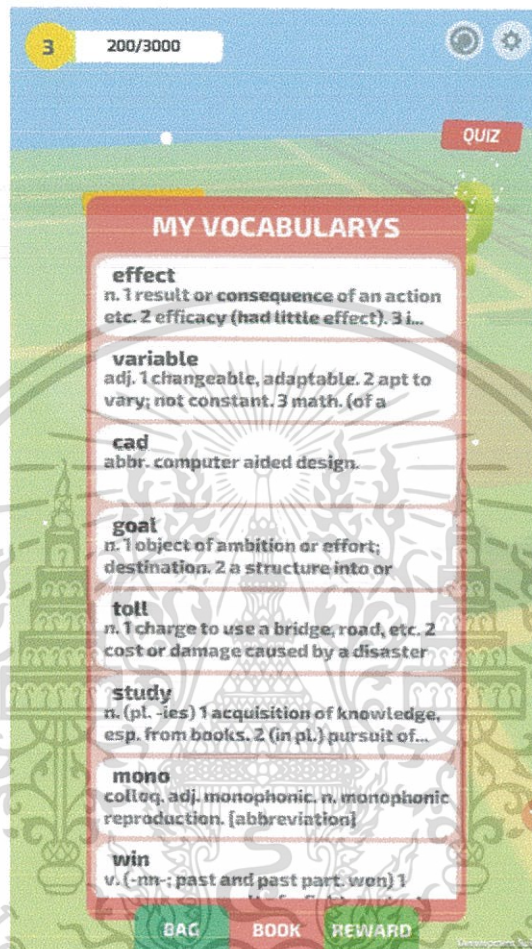 3
200/3000
QUIZ
MY VOCABULARYS
effect
n. 1 result or consequence of an action
etc. 2 efficacy (had little effect). 3 i...
variable
adj. 1 changeable, adaptable. 2 apt to
vary; not constant. 3 math. (of a
cad
abbr. computer aided design.
goal
n. 1 object of ambition or effort;
destination. 2 a structure into or
toll
n. 1 charge to use a bridge, road, etc. 2
cost or damage caused by a disaster
study
n. (pl. -ies) 1 acquisition of knowledge,
esp. from books. 2 (in pl.) pursuit of...
mono
colloq. adj. monophonic. n. monophonic
reproduction. [abbreviation]
win
v. (-nn-; past and past part. won) 1
BAG
BOOK
REWARD